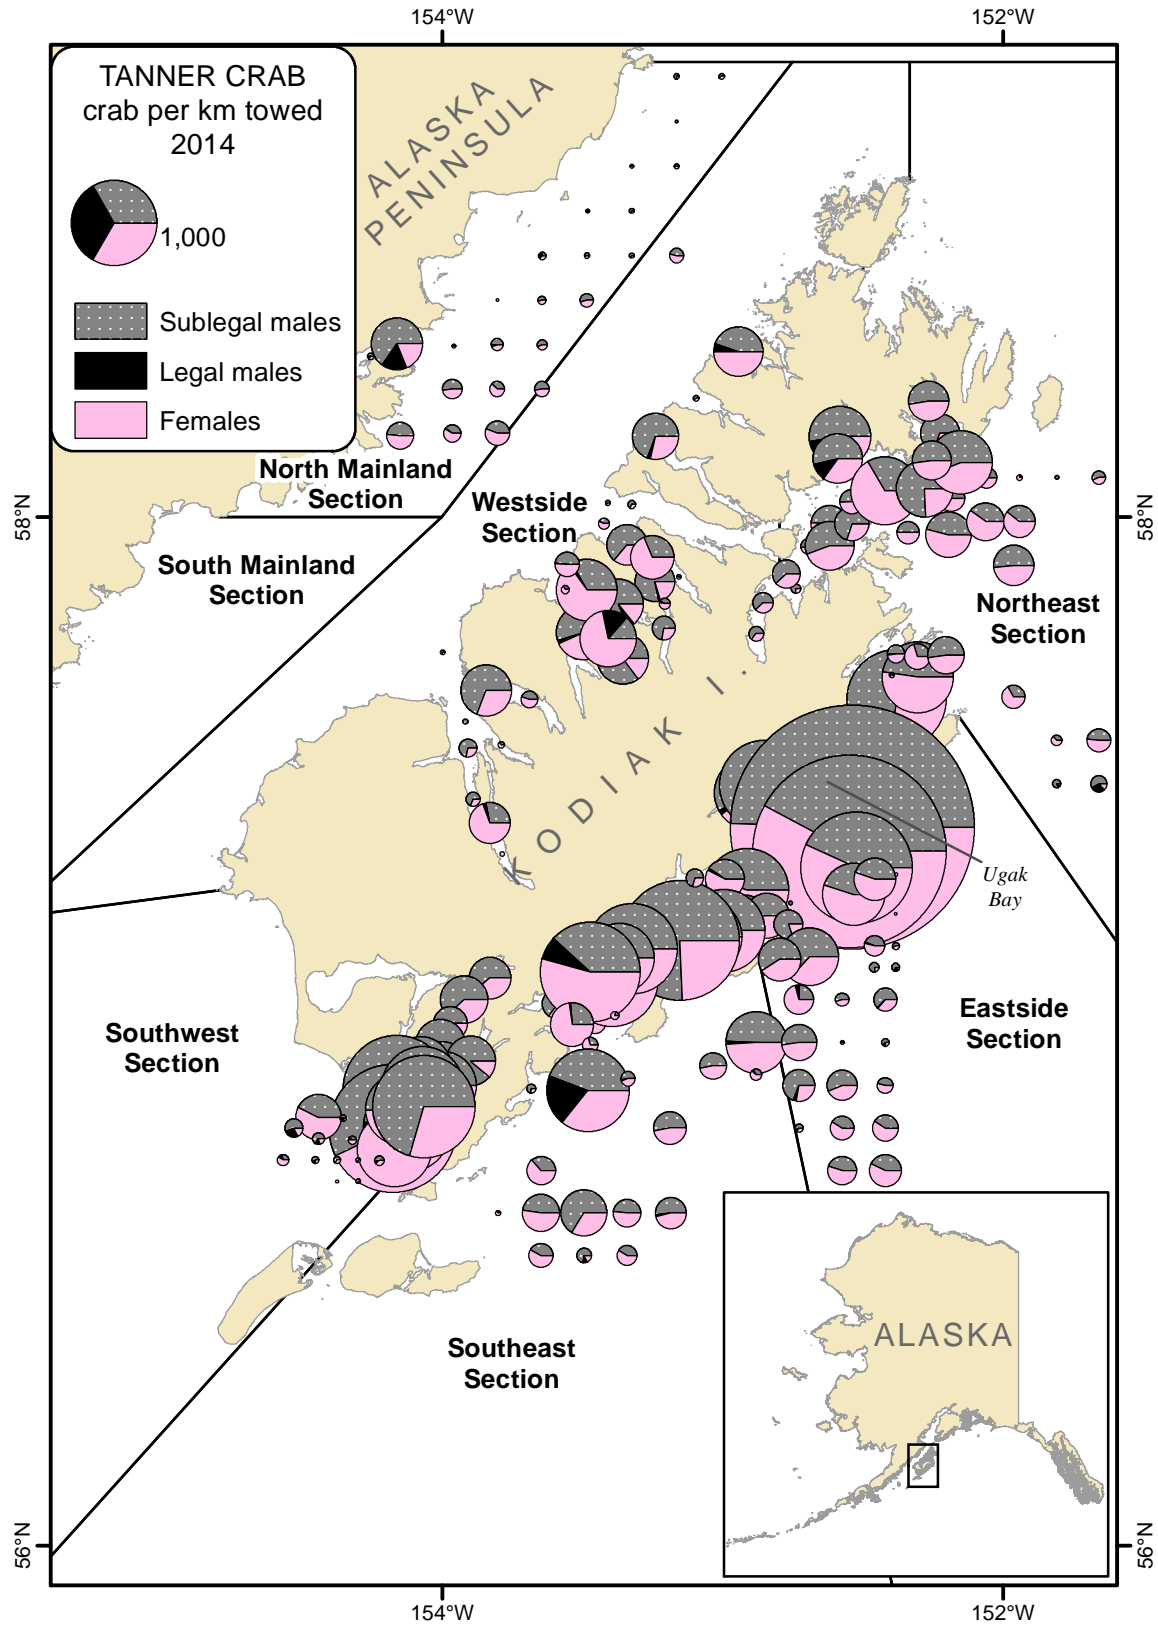 154°W
152°W
TANNER CRAB
crab per km towed
2014
1,000
Sublegal males
Legal males
Females
ALASKA
PENINSULA
North Mainland
Section
Westside
Section
58°N
58°N
South Mainland
Section
Northeast
Section
KODIAK I.
Ugak
Bay
Southwest
Section
Eastside
Section
Southeast
Section
ALASKA
56°N
56°N
154°W
152°W